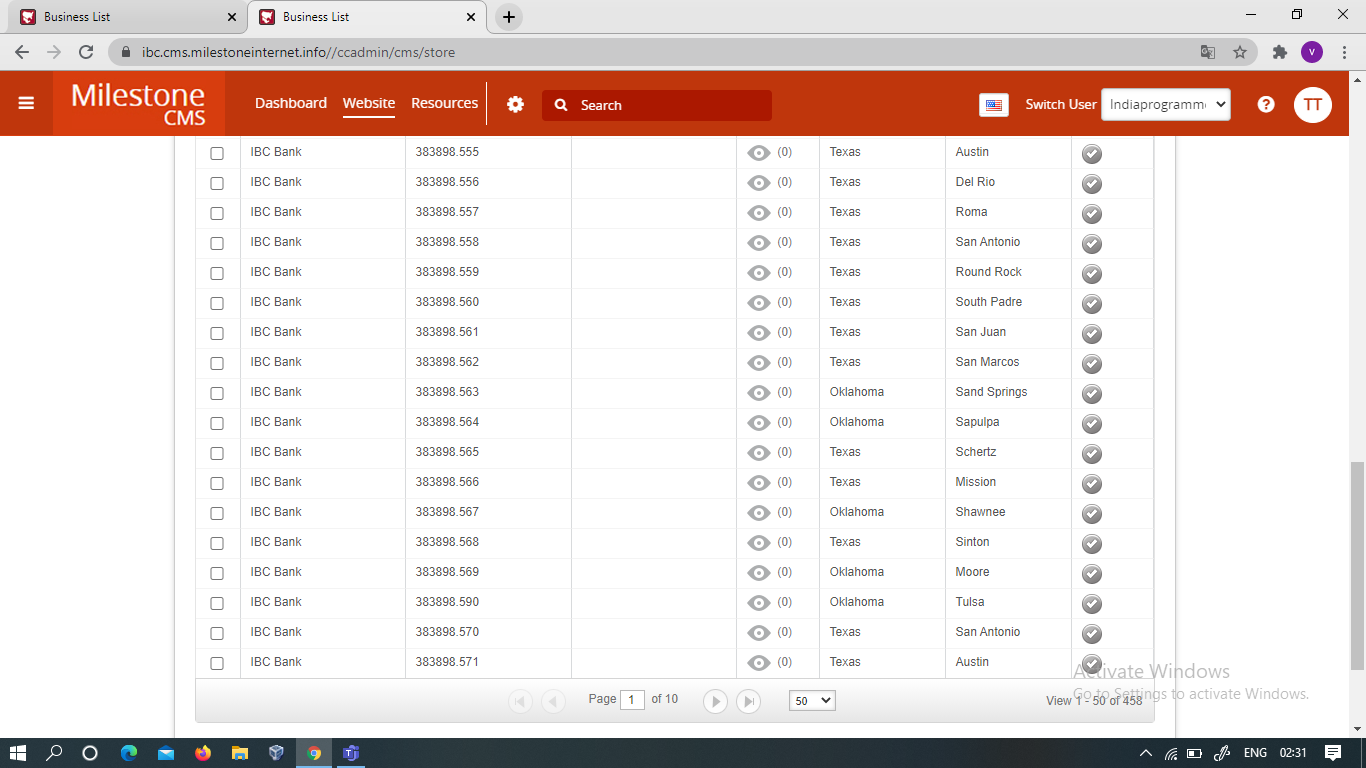 Business List
Business List
ibc.cms.milestoneinternet.info//ccadmin/cms/store
V
Milestone CMS
Dashboard Website Resources
Search
Switch User Indiaprogramm
?
TT
IBC Bank 383898.555 (0) Texas Austin
IBC Bank 383898.556 (0) Texas Del Rio
IBC Bank 383898.557 (0) Texas Roma
IBC Bank 383898.558 (0) Texas San Antonio
IBC Bank 383898.559 (0) Texas Round Rock
IBC Bank 383898.560 (0) Texas South Padre
IBC Bank 383898.561 (0) Texas San Juan
IBC Bank 383898.562 (0) Texas San Marcos
IBC Bank 383898.563 (0) Oklahoma Sand Springs
IBC Bank 383898.564 (0) Oklahoma Sapulpa
IBC Bank 383898.565 (0) Texas Schertz
IBC Bank 383898.566 (0) Texas Mission
IBC Bank 383898.567 (0) Oklahoma Shawnee
IBC Bank 383898.568 (0) Texas Sinton
IBC Bank 383898.569 (0) Oklahoma Moore
IBC Bank 383898.590 (0) Oklahoma Tulsa
IBC Bank 383898.570 (0) Texas San Antonio
IBC Bank 383898.571 (0) Texas Austin
Page 1 of 10
50
View 1 - 50 of 458
Activate Windows
Go to Settings to activate Windows.
ENG 02:31